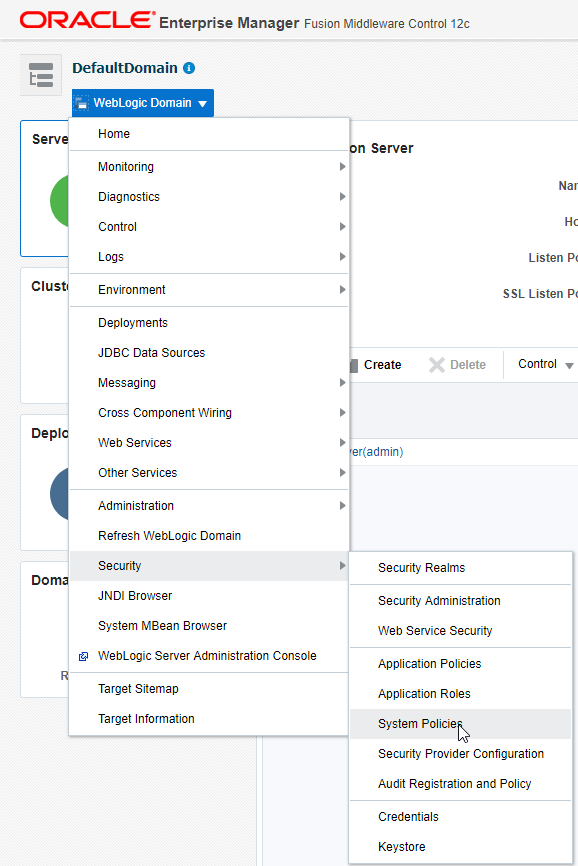 ORACLE® Enterprise Manager Fusion Middleware Control 12c
DefaultDomain
WebLogic Domain
Home
Monitoring
Diagnostics
Control
Logs
Environment
Deployments
JDBC Data Sources
Messaging
Cross Component Wiring
Web Services
Other Services
Administration
Refresh WebLogic Domain
Security
JNDI Browser
System MBean Browser
WebLogic Server Administration Console
Target Sitemap
Target Information
Security Realms
Security Administration
Web Service Security
Application Policies
Application Roles
System Policies
Security Provider Configuration
Audit Registration and Policy
Credentials
Keystore
Serve
Cluste
Deplo
Doma
R
on Server
Nar
Ho
Listen Po
SSL Listen Po
Create Delete Control
ver(admin)